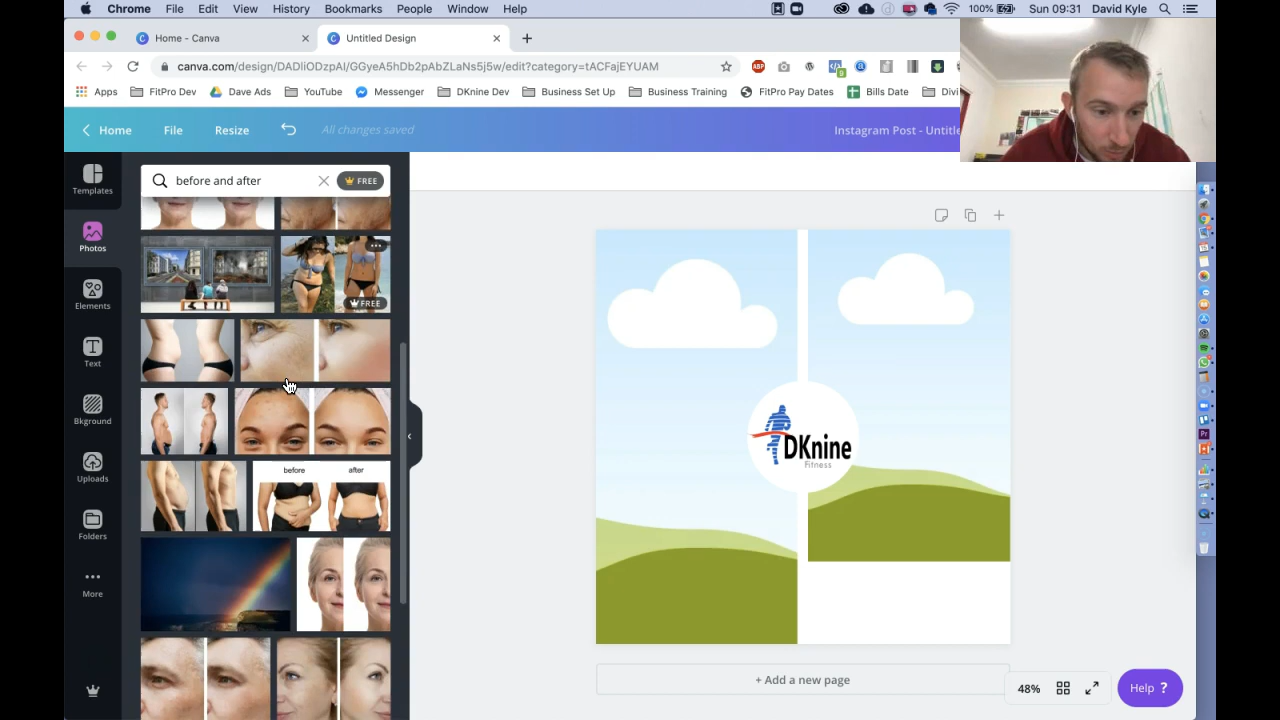 Chrome File Edit View History Bookmarks People Window Help 100% Sun 09:31 David Kyle
Home - Canva Untitled Design
canva.com/design/DADliODzpAI/GGyeA5hDb2pAbZLaNs5j5w/edit?category=tACFajEYUAM ABP
Apps FitPro Dev Dave Ads YouTube Messenger DKnine Dev Business Set Up Business Training FitPro Pay Dates Bills Date Divi
Home File Resize All changes saved Instagram Post - Untitle
before and after FREE
Templates
Photos
FREE
Elements
Text
Bkground
DKnine
Fitness
Uploads
before after
Folders
More
+ Add a new page
48% Help ?